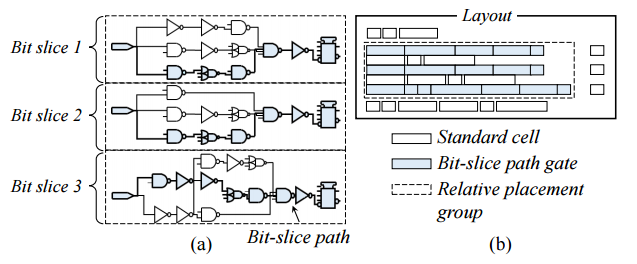 Bit slice 1
Bit slice 2
Bit slice 3
Bit-slice path
(a)
Layout
Standard cell
Bit-slice path gate
Relative placement
group
(b)